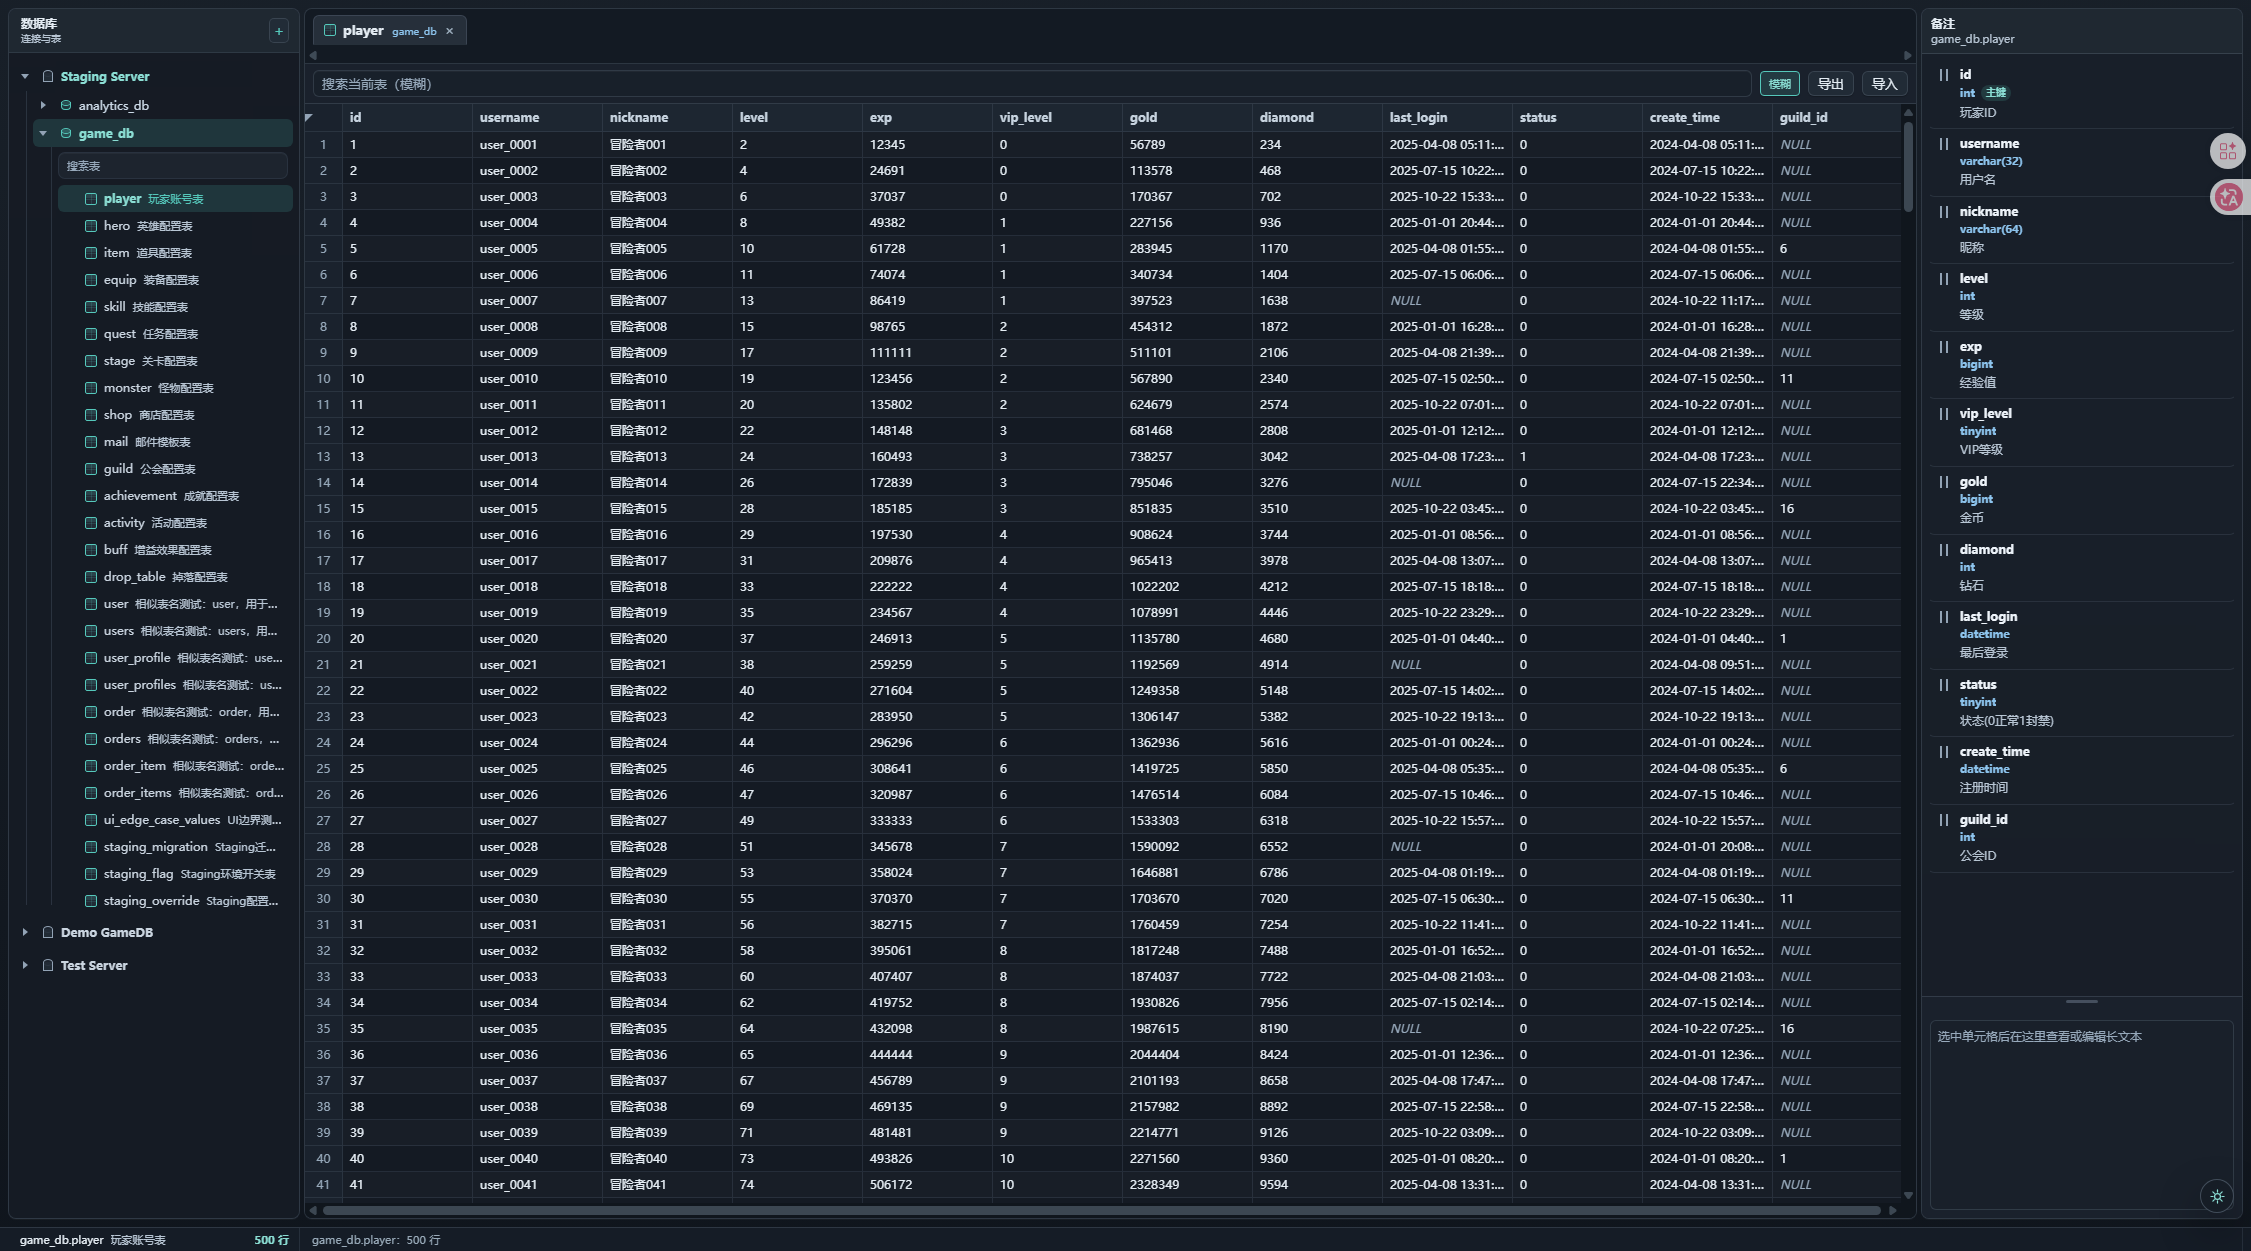 数据库
连接与表
+
Staging Server
analytics_db
game_db
搜索表
player 玩家账号表
hero 英雄配置表
item 道具配置表
equip 装备配置表
skill 技能配置表
quest 任务配置表
stage 关卡配置表
monster 怪物配置表
shop 商店配置表
mail 邮件模板表
guild 公会配置表
achievement 成就配置表
activity 活动配置表
buff 增益效果配置表
drop_table 掉落配置表
user 相似表名测试：user，用于...
users 相似表名测试：users，用...
user_profile 相似表名测试：use...
user_profiles 相似表名测试：us...
order 相似表名测试：order，用...
orders 相似表名测试：orders，...
order_item 相似表名测试：orde...
order_items 相似表名测试：ord...
ui_edge_case_values UI边界测...
staging_migration Staging迁...
staging_flag Staging环境开关表
staging_override Staging配置...
Demo GameDB
Test Server
player game_db ×
搜索当前表（模糊） 模糊 导出 导入
id username nickname level exp vip_level gold diamond last_login status create_time guild_id
1 1 user_0001 冒险者001 2 12345 0 56789 234 2025-04-08 05:11:... 0 2024-04-08 05:11:... NULL
2 2 user_0002 冒险者002 4 24691 0 113578 468 2025-07-15 10:22:... 0 2024-07-15 10:22:... NULL
3 3 user_0003 冒险者003 6 37037 0 170367 702 2025-10-22 15:33:... 0 2024-10-22 15:33:... NULL
4 4 user_0004 冒险者004 8 49382 1 227156 936 2025-01-01 20:44:... 0 2024-01-01 20:44:... NULL
5 5 user_0005 冒险者005 10 61728 1 283945 1170 2025-04-08 01:55:... 0 2024-04-08 01:55:... 6
6 6 user_0006 冒险者006 11 74074 1 340734 1404 2025-07-15 06:06:... 0 2024-07-15 06:06:... NULL
7 7 user_0007 冒险者007 13 86419 1 397523 1638 NULL 0 2024-10-22 11:17:... NULL
8 8 user_0008 冒险者008 15 98765 2 454312 1872 2025-01-01 16:28:... 0 2024-01-01 16:28:... NULL
9 9 user_0009 冒险者009 17 111111 2 511101 2106 2025-04-08 21:39:... 0 2024-04-08 21:39:... NULL
10 10 user_0010 冒险者010 19 123456 2 567890 2340 2025-07-15 02:50:... 0 2024-07-15 02:50:... 11
11 11 user_0011 冒险者011 20 135802 2 624679 2574 2025-10-22 07:01:... 0 2024-10-22 07:01:... NULL
12 12 user_0012 冒险者012 22 148148 3 681468 2808 2025-01-01 12:12:... 0 2024-01-01 12:12:... NULL
13 13 user_0013 冒险者013 24 160493 3 738257 3042 2025-04-08 17:23:... 1 2024-04-08 17:23:... NULL
14 14 user_0014 冒险者014 26 172839 3 795046 3276 NULL 0 2024-07-15 22:34:... NULL
15 15 user_0015 冒险者015 28 185185 3 851835 3510 2025-10-22 03:45:... 0 2024-10-22 03:45:... 16
16 16 user_0016 冒险者016 29 197530 4 908624 3744 2025-01-01 08:56:... 0 2024-01-01 08:56:... NULL
17 17 user_0017 冒险者017 31 209876 4 965413 3978 2025-04-08 13:07:... 0 2024-04-08 13:07:... NULL
18 18 user_0018 冒险者018 33 222222 4 1022202 4212 2025-07-15 18:18:... 0 2024-07-15 18:18:... NULL
19 19 user_0019 冒险者019 35 234567 4 1078991 4446 2025-10-22 23:29:... 0 2024-10-22 23:29:... NULL
20 20 user_0020 冒险者020 37 246913 5 1135780 4680 2025-01-01 04:40:... 0 2024-01-01 04:40:... 1
21 21 user_0021 冒险者021 38 259259 5 1192569 4914 NULL 0 2024-04-08 09:51:... NULL
22 22 user_0022 冒险者022 40 271604 5 1249358 5148 2025-07-15 14:02:... 0 2024-07-15 14:02:... NULL
23 23 user_0023 冒险者023 42 283950 5 1306147 5382 2025-10-22 19:13:... 0 2024-10-22 19:13:... NULL
24 24 user_0024 冒险者024 44 296296 6 1362936 5616 2025-01-01 00:24:... 0 2024-01-01 00:24:... NULL
25 25 user_0025 冒险者025 46 308641 6 1419725 5850 2025-04-08 05:35:... 0 2024-04-08 05:35:... 6
26 26 user_0026 冒险者026 47 320987 6 1476514 6084 2025-07-15 10:46:... 0 2024-07-15 10:46:... NULL
27 27 user_0027 冒险者027 49 333333 6 1533303 6318 2025-10-22 15:57:... 0 2024-10-22 15:57:... NULL
28 28 user_0028 冒险者028 51 345678 7 1590092 6552 NULL 0 2024-01-01 20:08:... NULL
29 29 user_0029 冒险者029 53 358024 7 1646881 6786 2025-04-08 01:19:... 0 2024-04-08 01:19:... NULL
30 30 user_0030 冒险者030 55 370370 7 1703670 7020 2025-07-15 06:30:... 0 2024-07-15 06:30:... 11
31 31 user_0031 冒险者031 56 382715 7 1760459 7254 2025-10-22 11:41:... 0 2024-10-22 11:41:... NULL
32 32 user_0032 冒险者032 58 395061 8 1817248 7488 2025-01-01 16:52:... 0 2024-01-01 16:52:... NULL
33 33 user_0033 冒险者033 60 407407 8 1874037 7722 2025-04-08 21:03:... 0 2024-04-08 21:03:... NULL
34 34 user_0034 冒险者034 62 419752 8 1930826 7956 2025-07-15 02:14:... 0 2024-07-15 02:14:... NULL
35 35 user_0035 冒险者035 64 432098 8 1987615 8190 NULL 0 2024-10-22 07:25:... 16
36 36 user_0036 冒险者036 65 444444 9 2044404 8424 2025-01-01 12:36:... 0 2024-01-01 12:36:... NULL
37 37 user_0037 冒险者037 67 456789 9 2101193 8658 2025-04-08 17:47:... 0 2024-04-08 17:47:... NULL
38 38 user_0038 冒险者038 69 469135 9 2157982 8892 2025-07-15 22:58:... 0 2024-07-15 22:58:... NULL
39 39 user_0039 冒险者039 71 481481 9 2214771 9126 2025-10-22 03:09:... 0 2024-10-22 03:09:... NULL
40 40 user_0040 冒险者040 73 493826 10 2271560 9360 2025-01-01 08:20:... 0 2024-01-01 08:20:... 1
41 41 user_0041 冒险者041 74 506172 10 2328349 9594 2025-04-08 13:31:... 0 2024-04-08 13:31:... NULL
备注
game_db.player
id
int 主键
玩家ID
username
varchar(32)
用户名
nickname
varchar(64)
昵称
level
int
等级
exp
bigint
经验值
vip_level
tinyint
VIP等级
gold
bigint
金币
diamond
int
钻石
last_login
datetime
最后登录
status
tinyint
状态(0正常1封禁)
create_time
datetime
注册时间
guild_id
int
公会ID
选中单元格后在这里查看或编辑长文本
game_db.player 玩家账号表 500 行
game_db.player：500 行